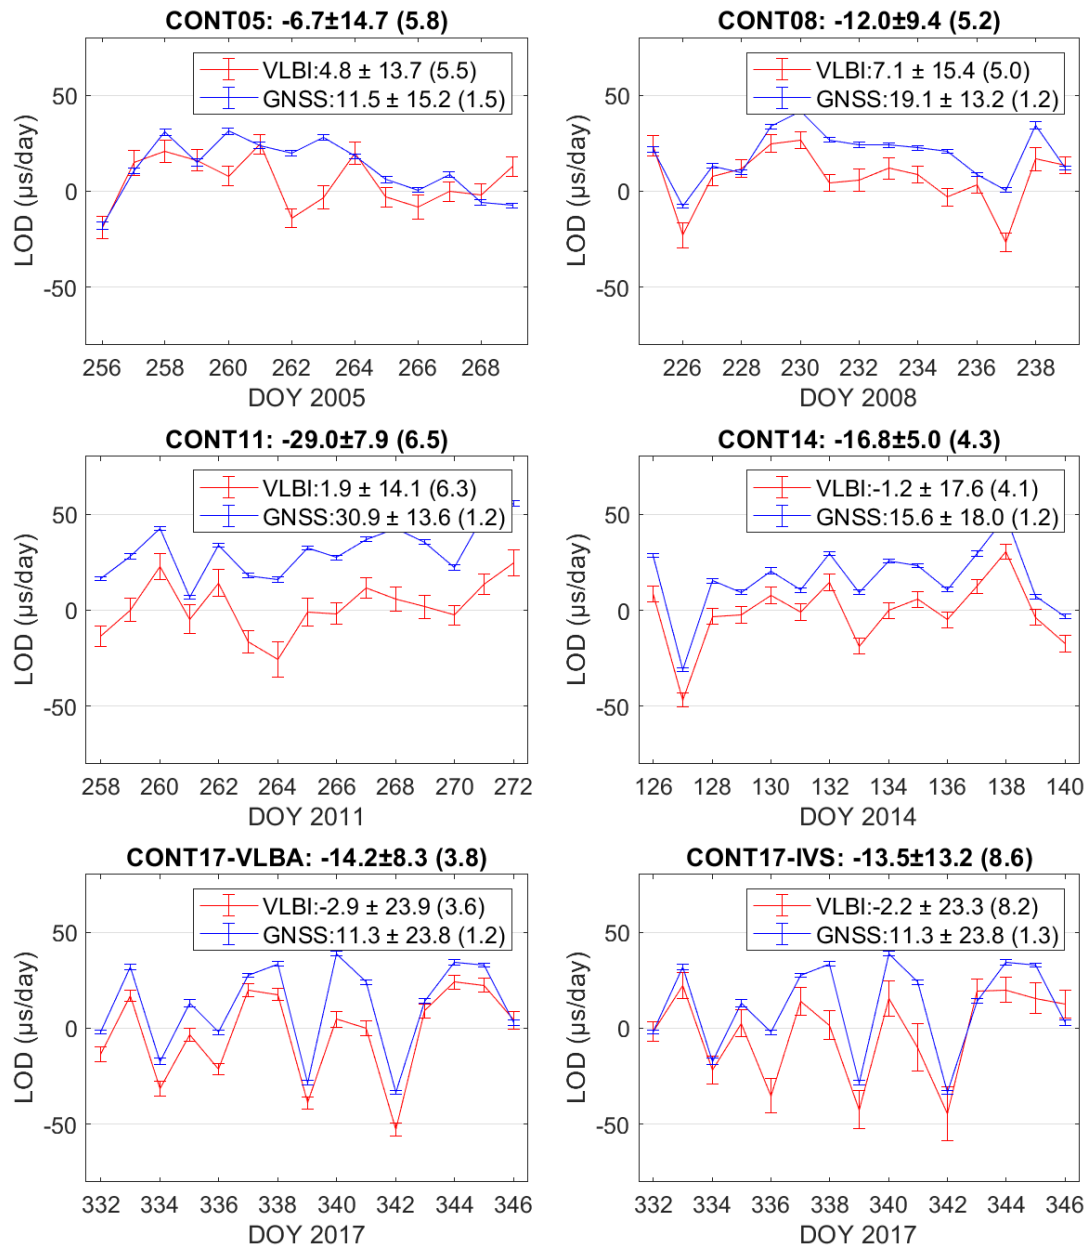 CONT05: -6.7±14.7 (5.8)
VLBI:4.8 ± 13.7 (5.5)
GNSS:11.5 ± 15.2 (1.5)
50
0
-50
LOD (µs/day)
256 258 260 262 264 266 268
DOY 2005
CONT08: -12.0±9.4 (5.2)
VLBI:7.1 ± 15.4 (5.0)
GNSS:19.1 ± 13.2 (1.2)
50
0
-50
LOD (µs/day)
226 228 230 232 234 236 238
DOY 2008
CONT11: -29.0±7.9 (6.5)
VLBI:1.9 ± 14.1 (6.3)
GNSS:30.9 ± 13.6 (1.2)
50
0
-50
LOD (µs/day)
258 260 262 264 266 268 270 272
DOY 2011
CONT14: -16.8±5.0 (4.3)
VLBI:-1.2 ± 17.6 (4.1)
GNSS:15.6 ± 18.0 (1.2)
50
0
-50
LOD (µs/day)
126 128 130 132 134 136 138 140
DOY 2014
CONT17-VLBA: -14.2±8.3 (3.8)
VLBI:-2.9 ± 23.9 (3.6)
GNSS:11.3 ± 23.8 (1.2)
50
0
-50
LOD (µs/day)
332 334 336 338 340 342 344 346
DOY 2017
CONT17-IVS: -13.5±13.2 (8.6)
VLBI:-2.2 ± 23.3 (8.2)
GNSS:11.3 ± 23.8 (1.3)
50
0
-50
LOD (µs/day)
332 334 336 338 340 342 344 346
DOY 2017